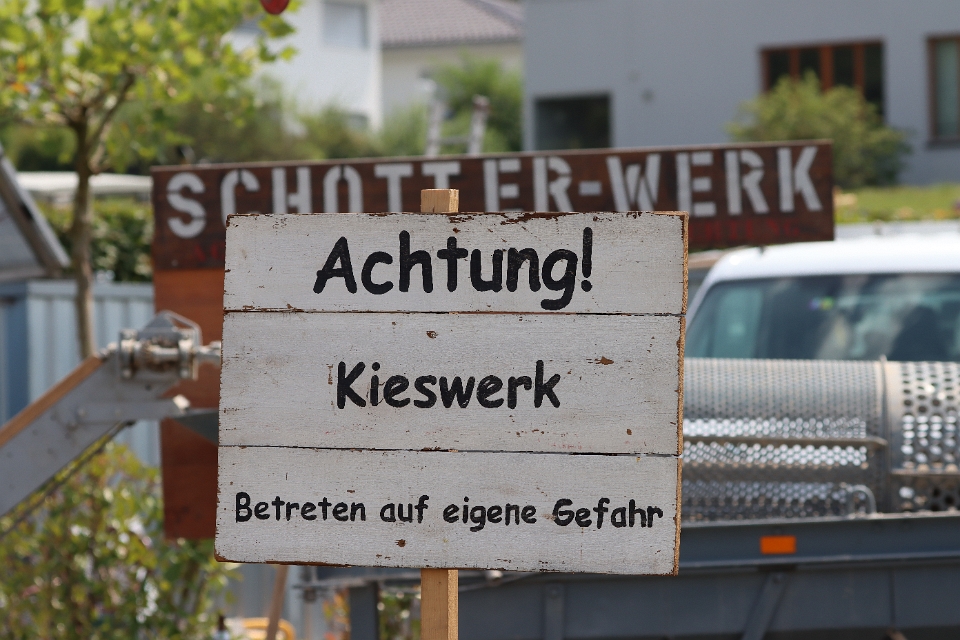 SCHOTTER-WERK
Achtung!
Kieswerk
Betreten auf eigene Gefahr